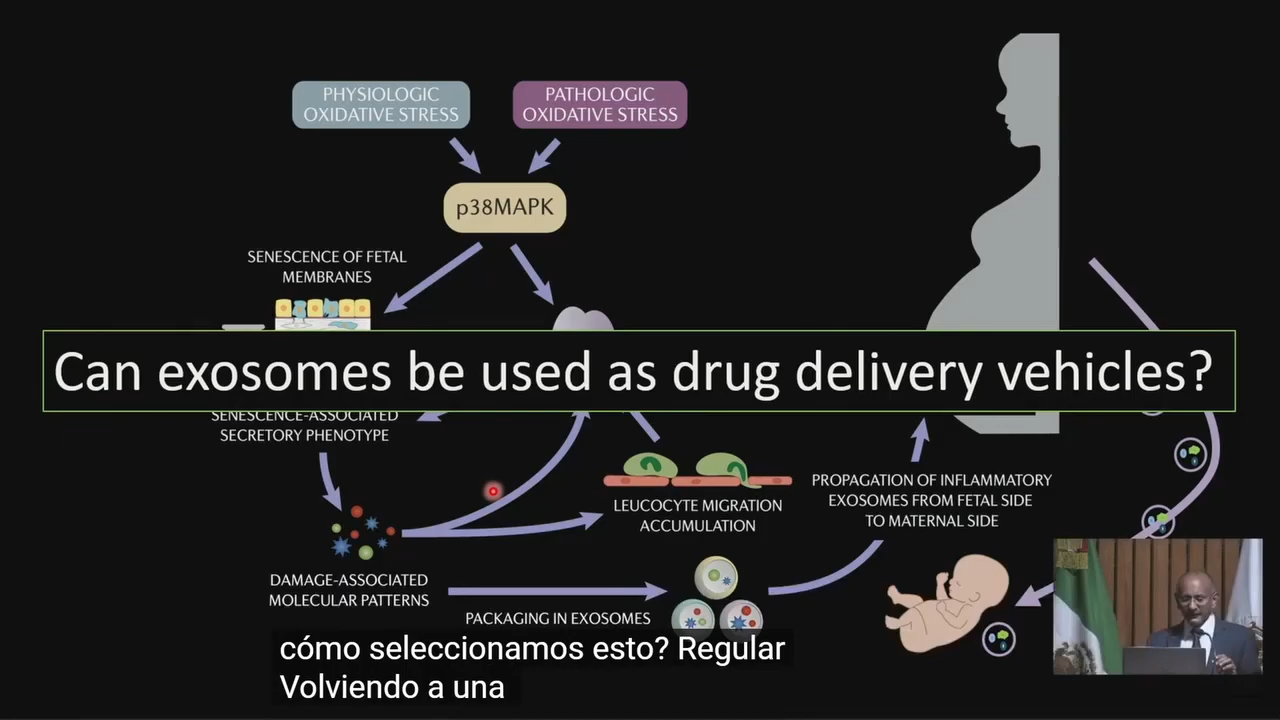 PHYSIOLOGIC
OXIDATIVE STRESS
PATHOLOGIC
OXIDATIVE STRESS
p38MAPK
SENESCENCE OF FETAL
MEMBRANES
Can exosomes be used as drug delivery vehicles?
SENESCENCE-ASSOCIATED
SECRETORY PHENOTYPE
LEUCOCYTE MIGRATION
ACCUMULATION
PROPAGATION OF INFLAMMATORY
EXOSOMES FROM FETAL SIDE
TO MATERNAL SIDE
DAMAGE-ASSOCIATED
MOLECULAR PATTERNS
PACKAGING IN EXOSOMES
cómo seleccionamos esto? Regular
Volviendo a una